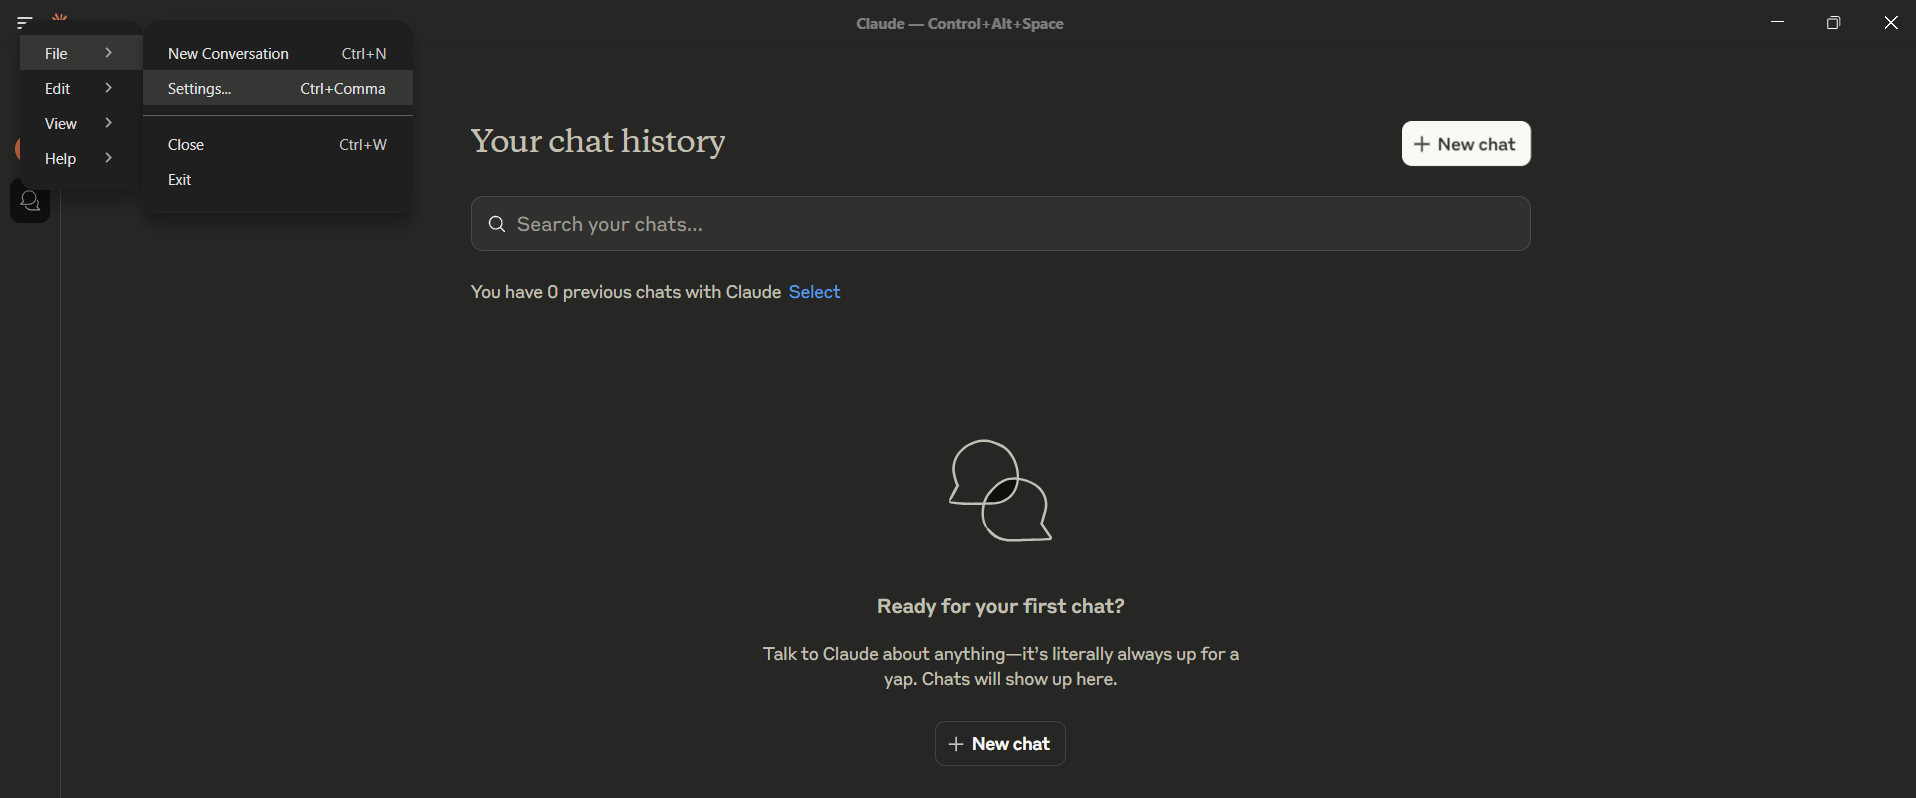 Claude — Control+Alt+Space
File
Edit
View
Help
New Conversation Ctrl+N
Settings... Ctrl+Comma
Close Ctrl+W
Exit
Your chat history
+ New chat
Search your chats...
You have 0 previous chats with Claude Select
Ready for your first chat?
Talk to Claude about anything—it's literally always up for a
yap. Chats will show up here.
+ New chat